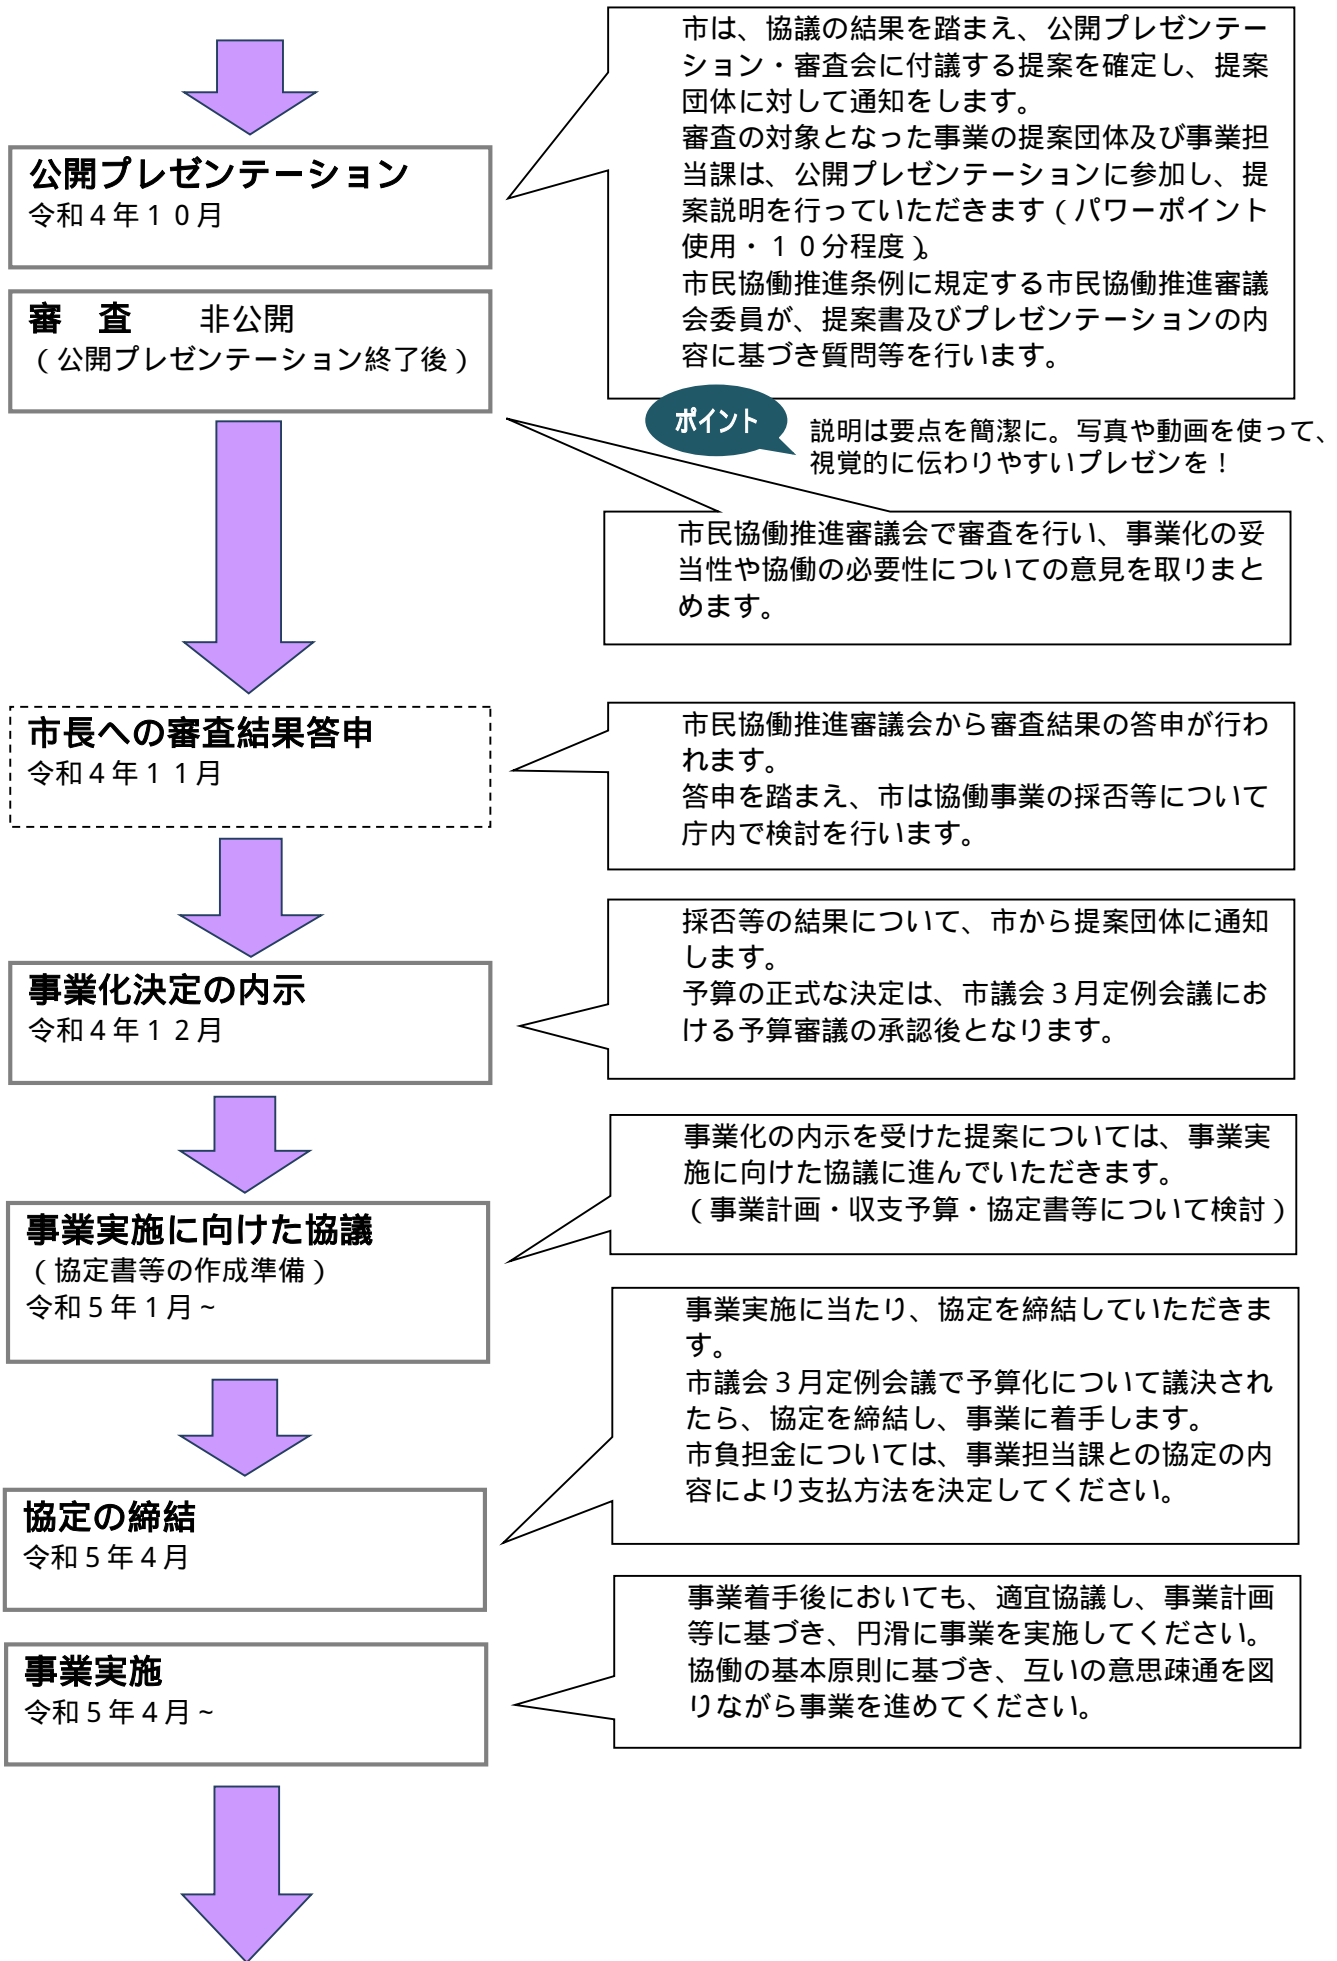 市は、協議の結果を踏まえ、公開プレゼンテー
ション・審査会に付議する提案を確定し、提案
団体に対して通知をします。
審査の対象となった事業の提案団体及び事業担
当課は、公開プレゼンテーションに参加し、提
案説明を行っていただきます（パワーポイント
使用・１０分程度）。
市民協働推進条例に規定する市民協働推進審議
会委員が、提案書及びプレゼンテーションの内
容に基づき質問等を行います。
公開プレゼンテーション
令和４年１０月
審　査　　非公開
（公開プレゼンテーション終了後）
ポイント
説明は要点を簡潔に。写真や動画を使って、
視覚的に伝わりやすいプレゼンを！
市民協働推進審議会で審査を行い、事業化の妥
当性や協働の必要性についての意見を取りまと
めます。
市長への審査結果答申
令和４年１１月
市民協働推進審議会から審査結果の答申が行わ
れます。
答申を踏まえ、市は協働事業の採否等について
庁内で検討を行います。
事業化決定の内示
令和４年１２月
採否等の結果について、市から提案団体に通知
します。
予算の正式な決定は、市議会３月定例会議にお
ける予算審議の承認後となります。
事業実施に向けた協議
（協定書等の作成準備）
令和５年１月~
事業化の内示を受けた提案については、事業実
施に向けた協議に進んでいただきます。
（事業計画・収支予算・協定書等について検討）
協定の締結
令和５年４月
事業実施に当たり、協定を締結していただきま
す。
市議会３月定例会議で予算化について議決され
たら、協定を締結し、事業に着手します。
市負担金については、事業担当課との協定の内
容により支払方法を決定してください。
事業実施
令和５年４月~
事業着手後においても、適宜協議し、事業計画
等に基づき、円滑に事業を実施してください。
協働の基本原則に基づき、互いの意思疎通を図
りながら事業を進めてください。